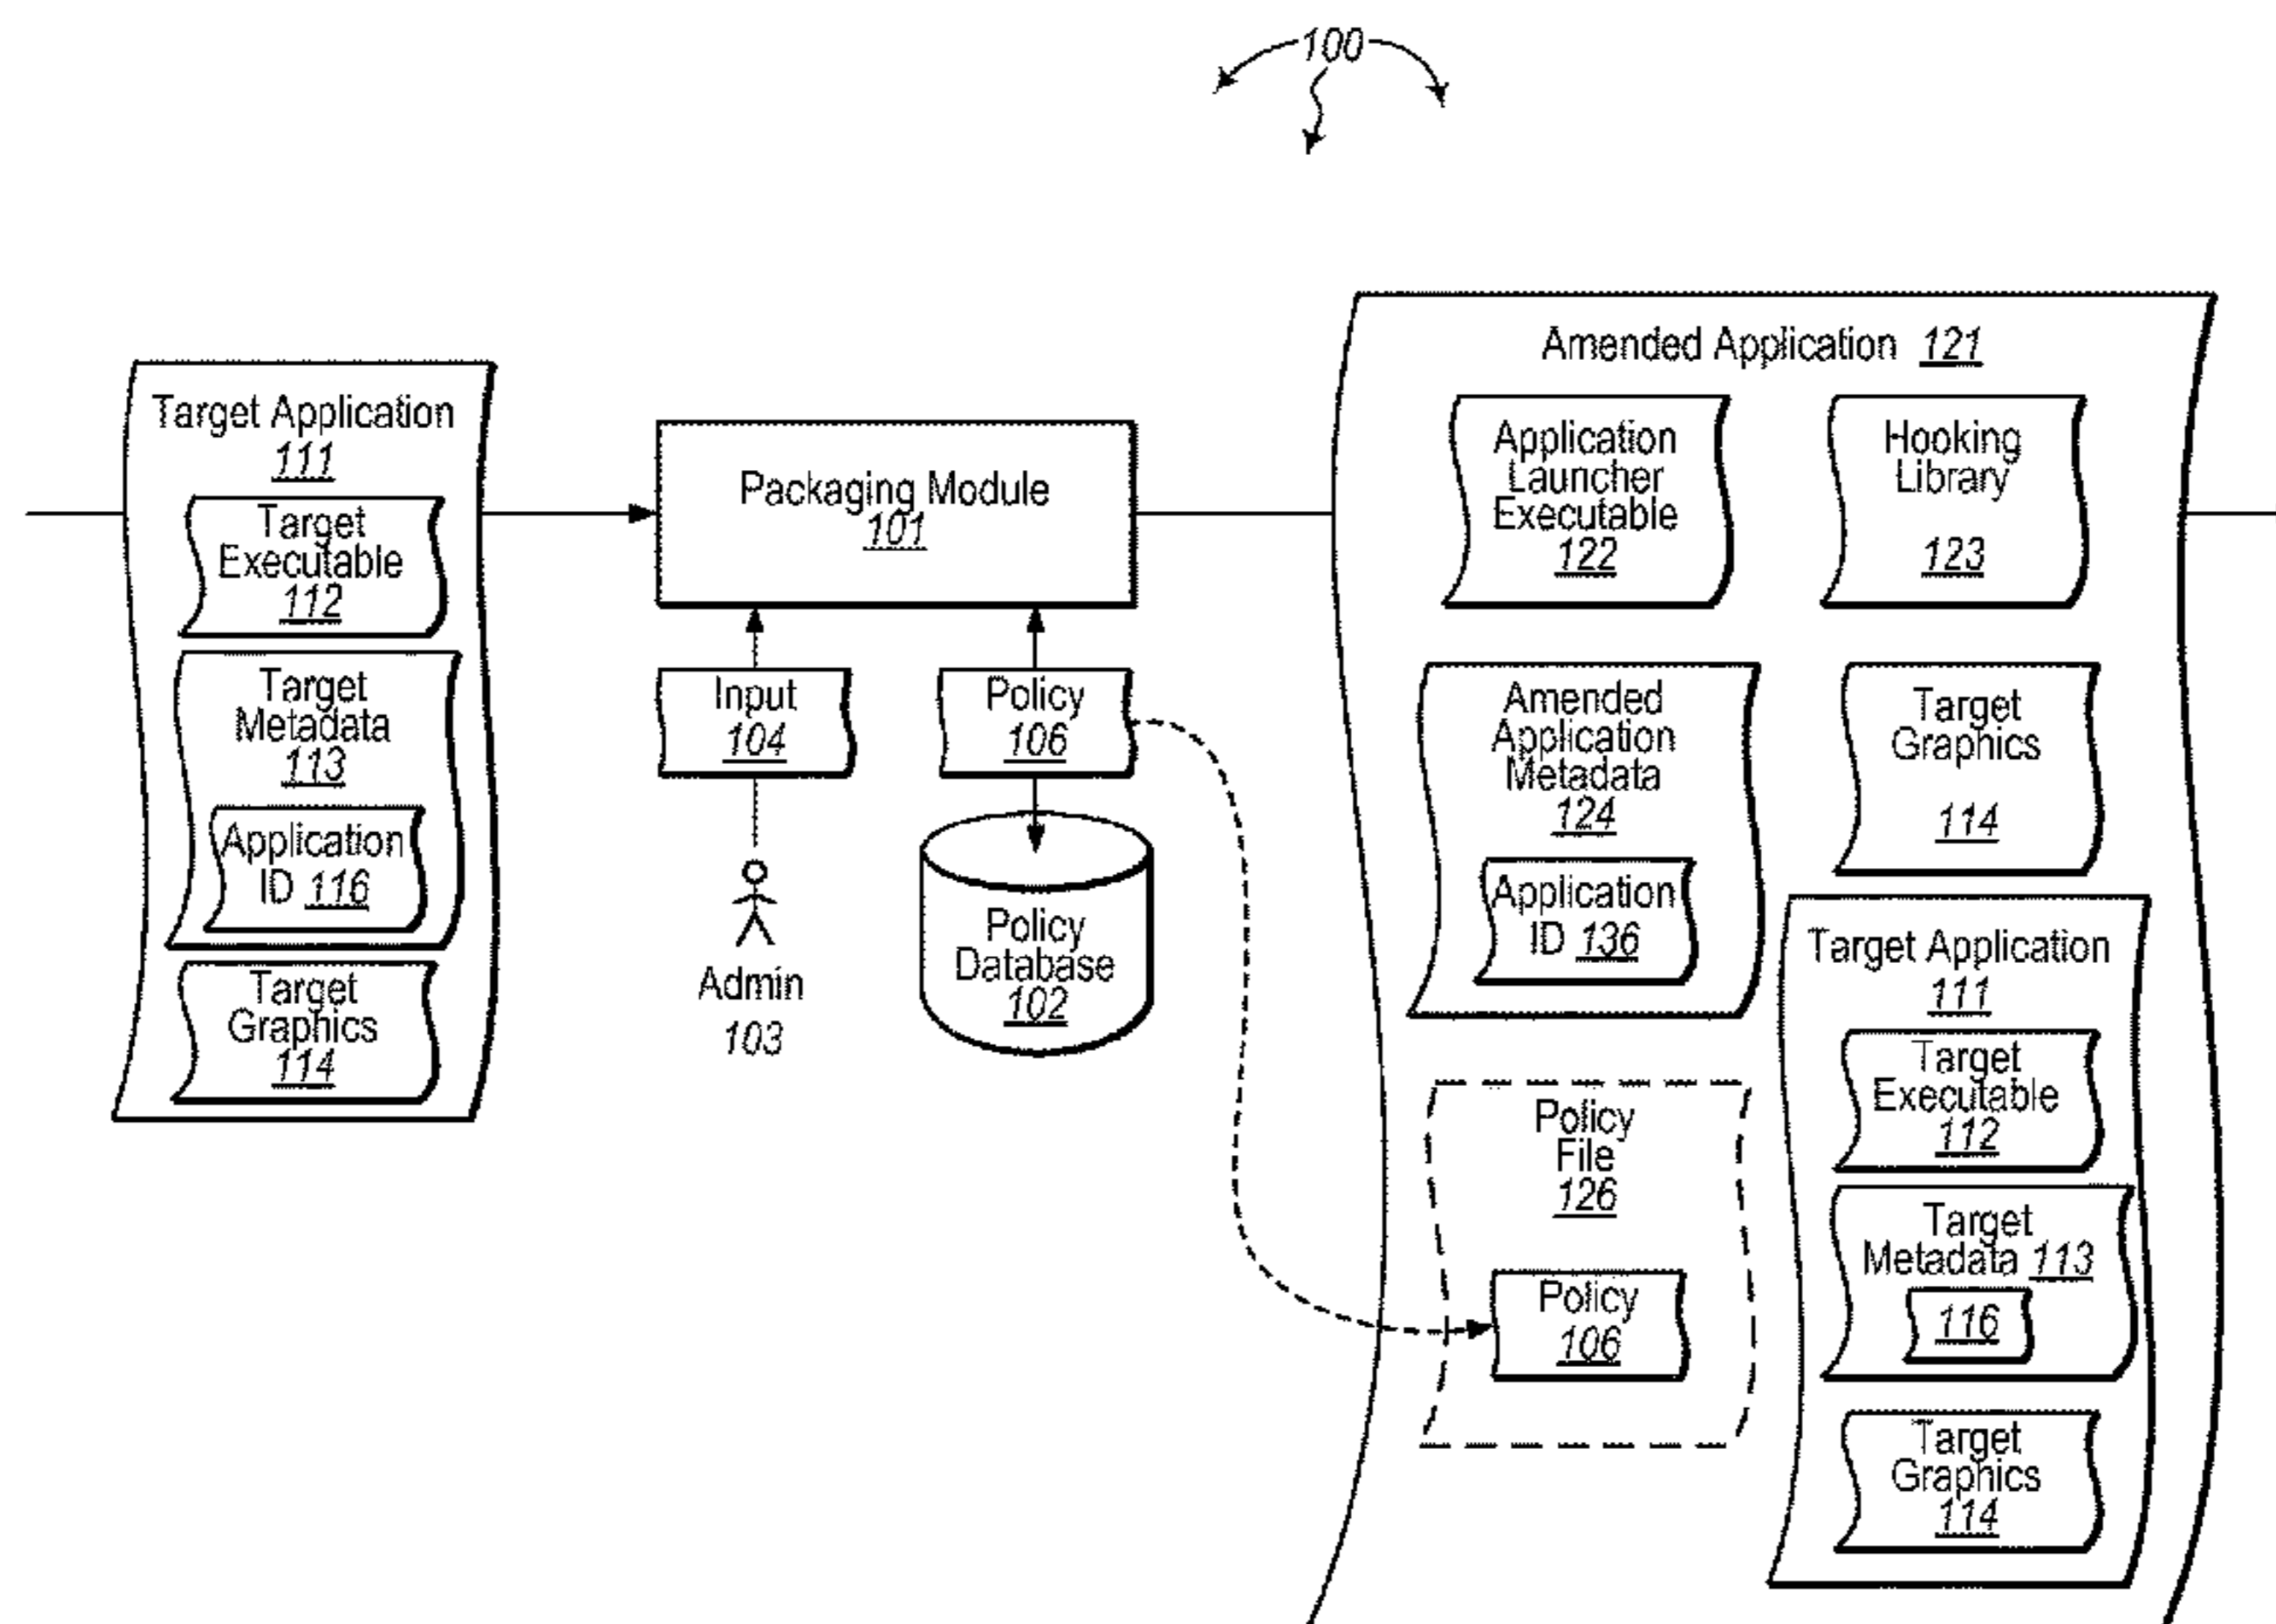 100
Target Application
111
Target
Executable
112
Target
Metadata
113
Application
ID 116
Target
Graphics
114
Packaging Module
101
Input
104
Policy
106
Admin
103
Policy
Database
102
Amended Application 121
Application
Launcher
Executable
122
Hooking
Library
123
Amended
Application
Metadata
124
Application
ID 136
Target
Graphics
114
Policy
File
126
Policy
106
Target Application
111
Target
Executable
112
Target
Metadata 113
116
Target
Graphics
114